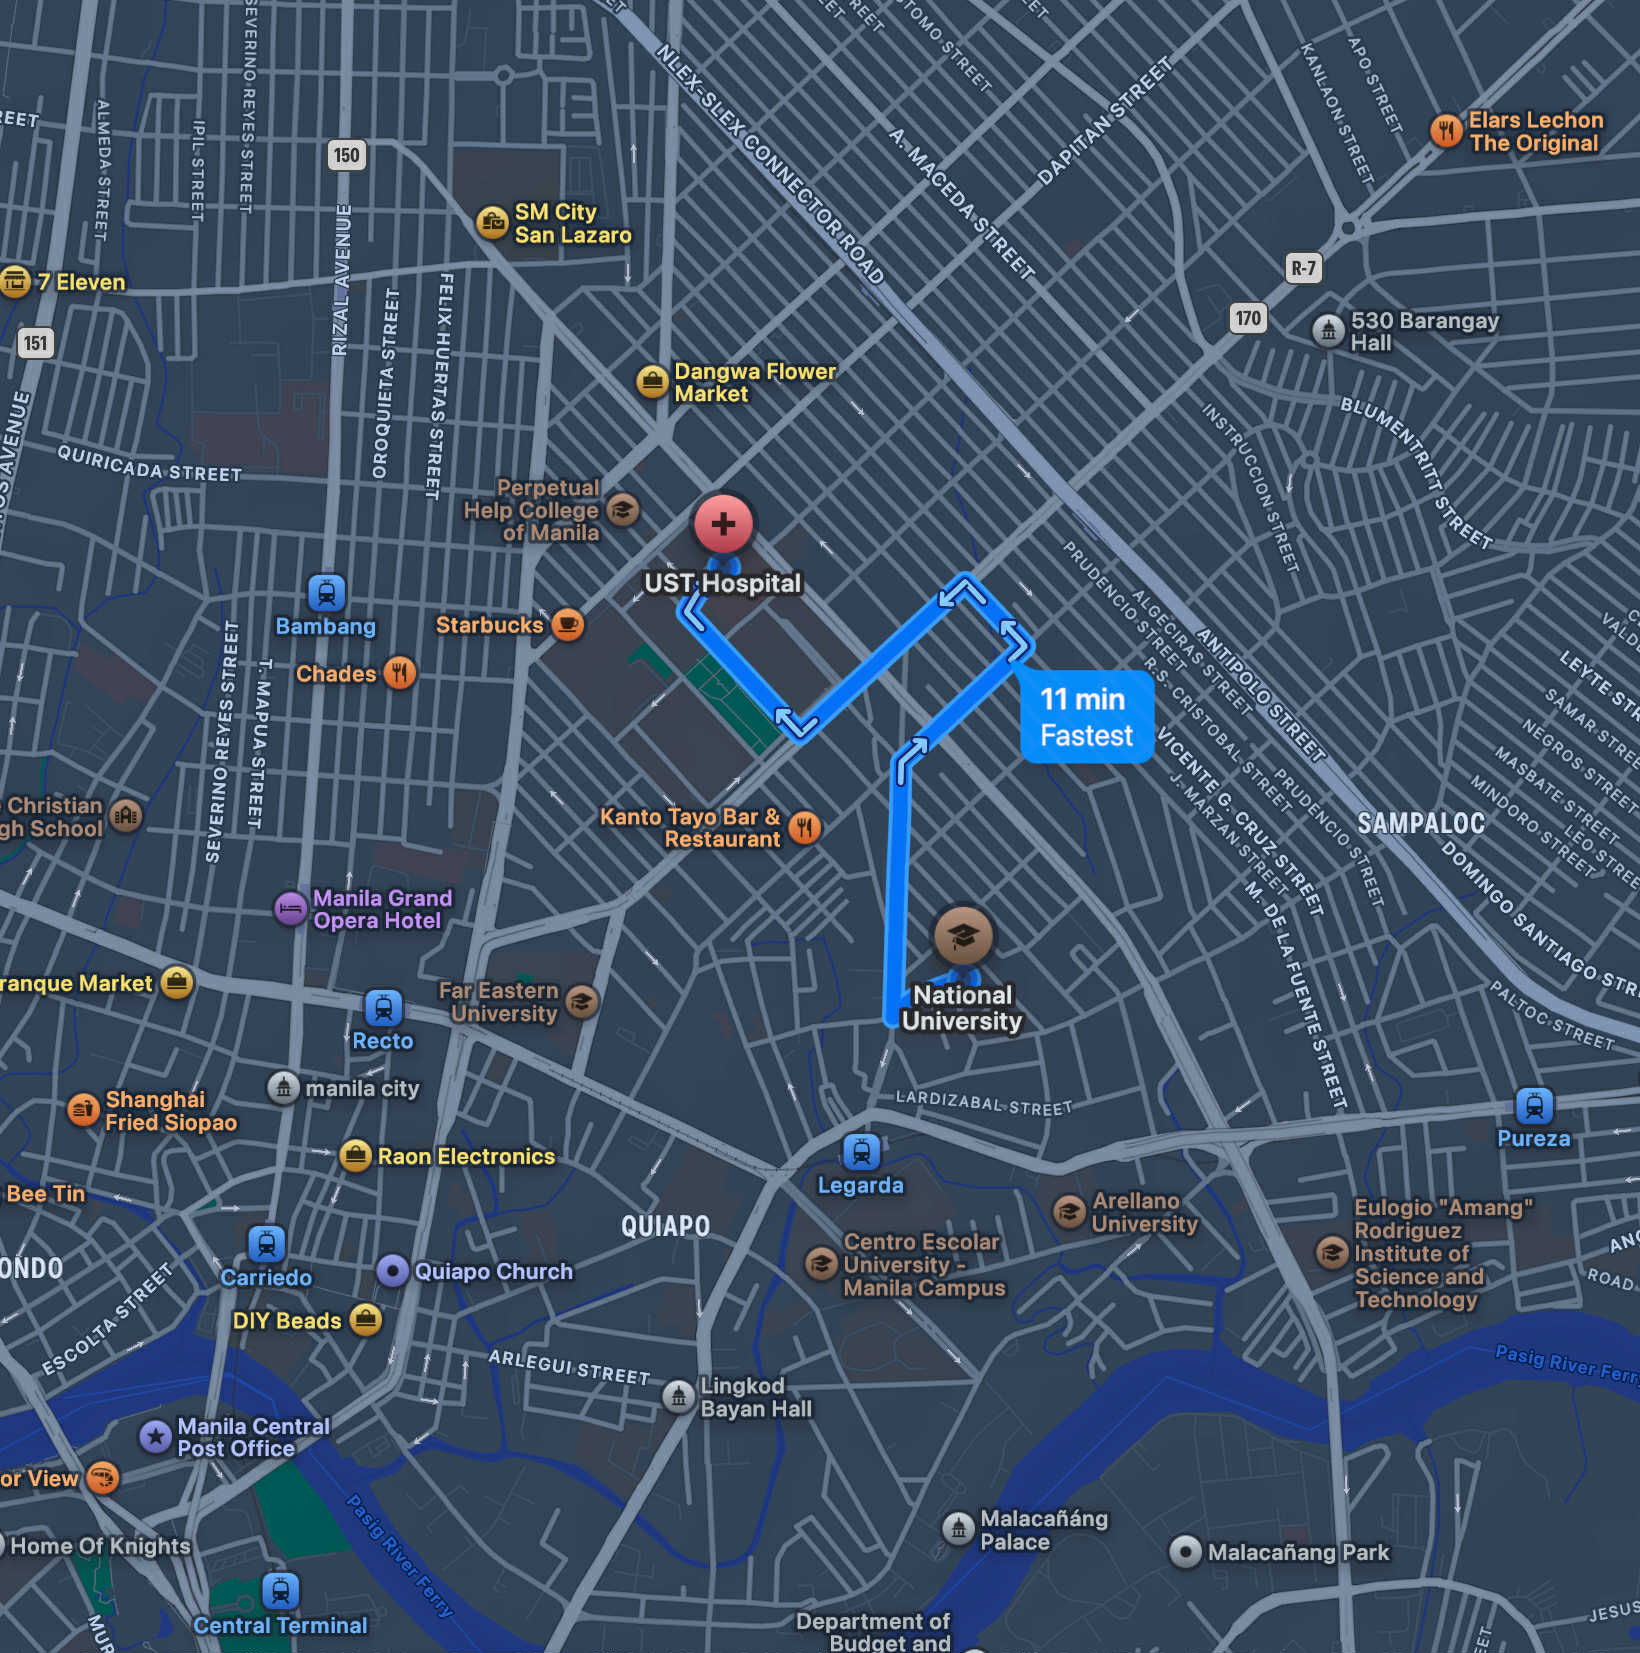 NLEX-SLEX CONNECTOR ROAD
STREET
SEVERINO REYES STREET
ALMEDA STREET
IPIL STREET
150
A. MACEDA STREET
DAPITAN STREET
KANLAON STREET
APO STREET
Elars Lechon
The Original
SM City
San Lazaro
RIZAL AVENUE
R-7
7 Eleven
170
530 Barangay
Hall
151
OROQUIETA STREET
FELIX HUERTAS STREET
Dangwa Flower
Market
INSTRUCCION STREET
BLUMENTRITT STREET
QUIRICADA STREET
Perpetual
Help College
of Manila
UST Hospital
PRUDENCIO STREET
ALGECIRAS STREET
ANTIPOLO STREET
Bambang
Starbucks
Chades
SEVERINO REYES STREET
T. MAPUA STREET
11 min
Fastest
R.S. CRISTOBAL STREET
VICENTE G. CRUZ STREET
J. MARZAN STREET
PRUDENCIO STREET
LEYTE STR
SAMAR STREE
NEGROS STREET
MASBATE STREET
MINDORO STREET
LEO STREE
Christian
gh School
Kanto Tayo Bar &
Restaurant
SAMPALOC
DOMINGO SANTIAGO STRE
M. DE LA FUENTE STREET
Manila Grand
Opera Hotel
ranque Market
Far Eastern
University
National
University
PALTOC STREET
Recto
manila city
Shanghai
Fried Siopao
LARDIZABAL STREET
Pureza
Raon Electronics
Legarda
Bee Tin
QUIAPO
Arellano
University
Eulogio "Amang"
Rodriguez
Institute of
Science and
Technology
Centro Escolar
University -
Manila Campus
ONDO
Carriedo
Quiapo Church
ROAD
DIY Beads
ESCOLTA STREET
ARLEGUI STREET
Pasig River Ferry
Lingkod
Bayan Hall
Manila Central
Post Office
or View
Pasig River Ferry
Malacañáng
Palace
Home Of Knights
Malacañang Park
Central Terminal
MUR
JESUS
Department of
Budget and